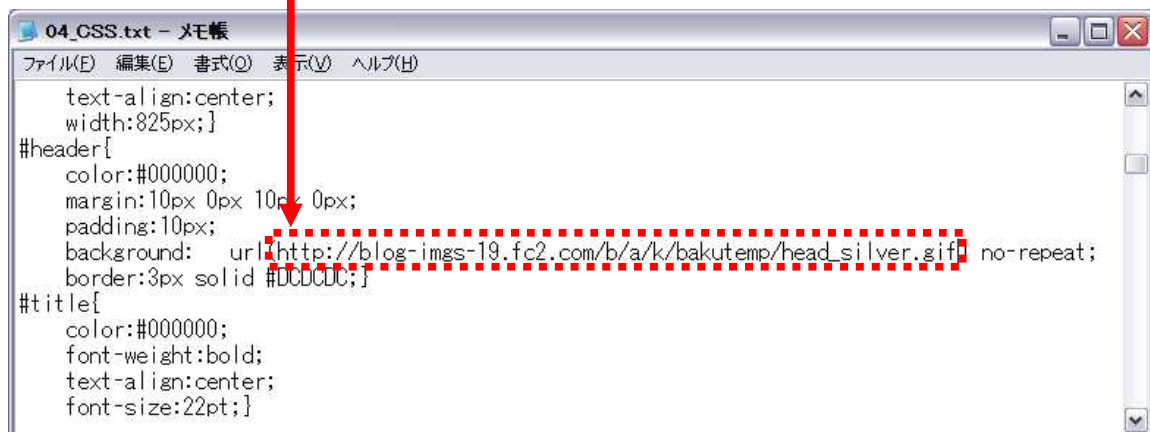 04_CSS.txt - メモ帳
ファイル(F) 編集(E) 書式(O) 表示(V) ヘルプ(H)
text-align:center;
width:825px;}
#header{
color:#000000;
margin:10px 0px 10px 0px;
padding:10px;
background: url(http://blog-imgs-19.fc2.com/b/a/k/bakutemp/head_silver.gif) no-repeat;
border:3px solid #DCDCDC;}
#title{
color:#000000;
font-weight:bold;
text-align:center;
font-size:22pt;}